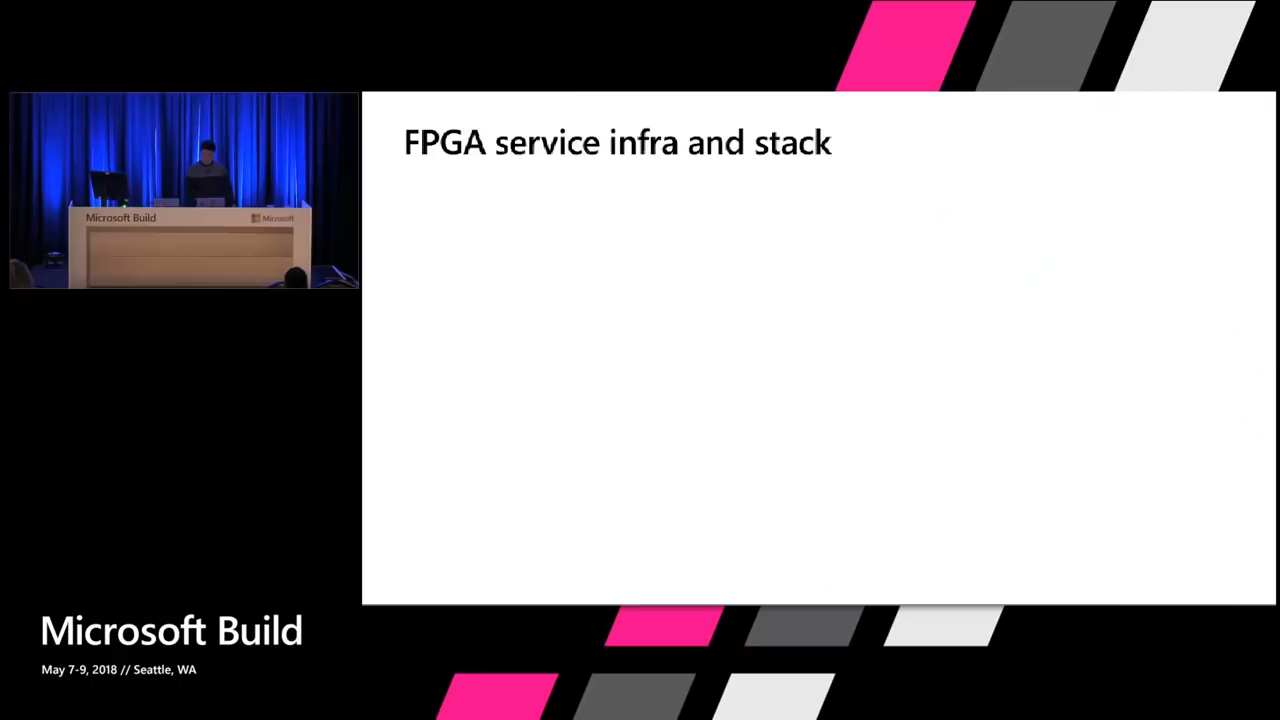 FPGA service infra and stack
Microsoft Build
Microsoft
Microsoft Build
May 7-9, 2018 // Seattle, WA